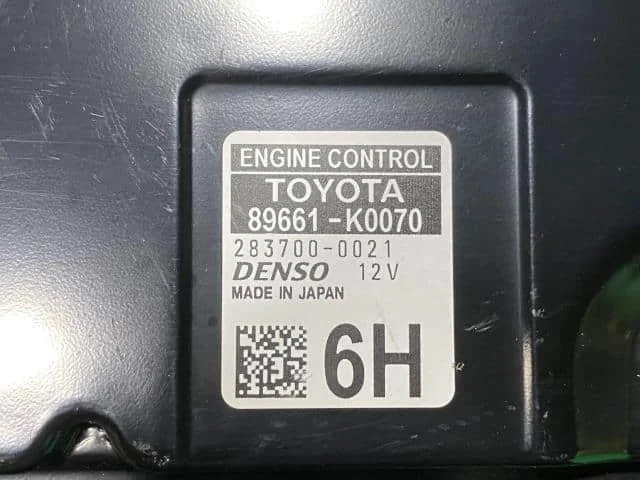 ENGINE CONTROL
TOYOTA
89661-K0070
283700-0021
DENSO 12V
MADE IN JAPAN
6H